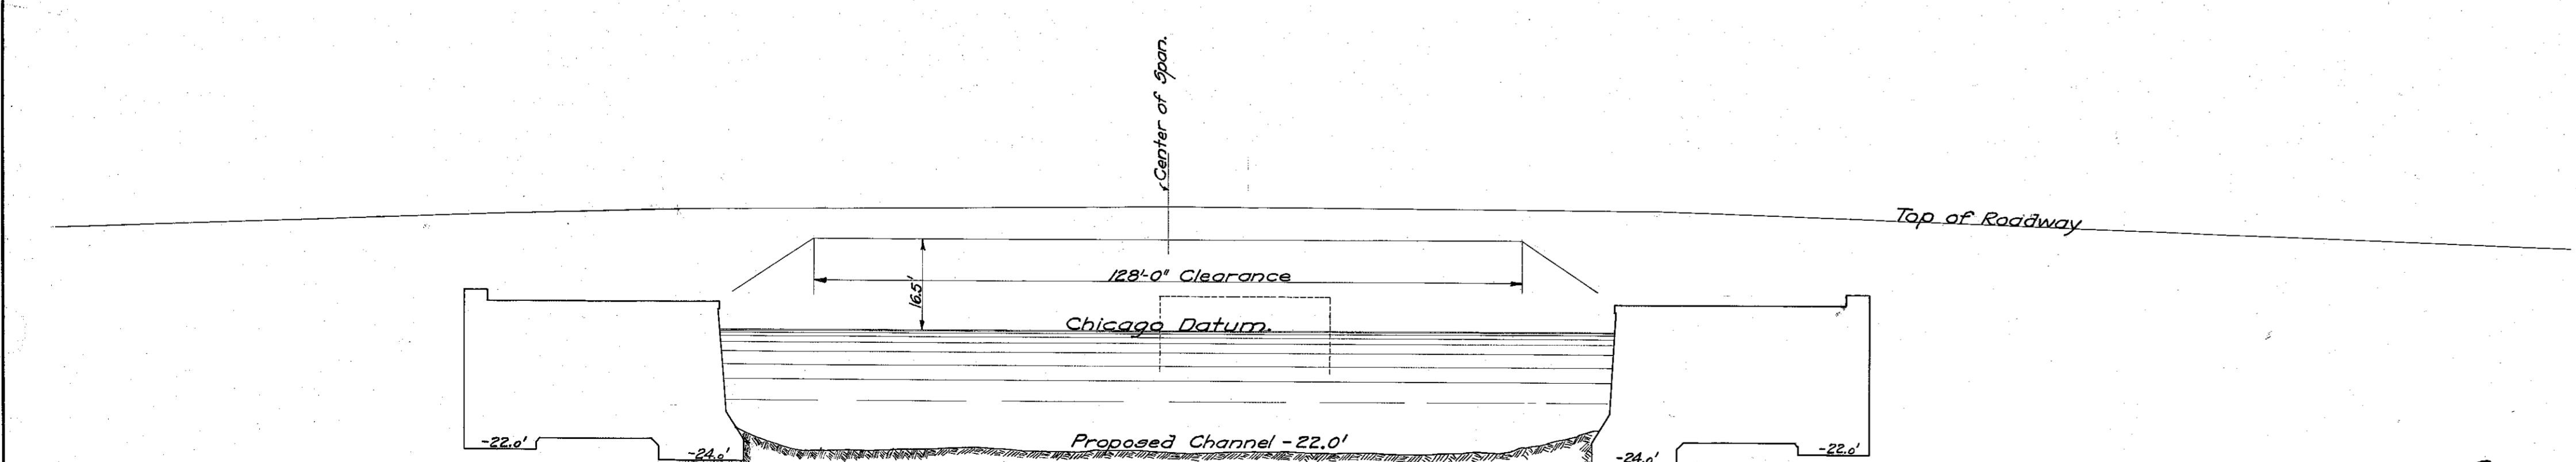 Center of Span.
Top of Roadway
128'-0" Clearance
16.5'
Chicago Datum.
Proposed Channel -22.0'
-22.0'
-24.0'
-24.0'
-22.0'